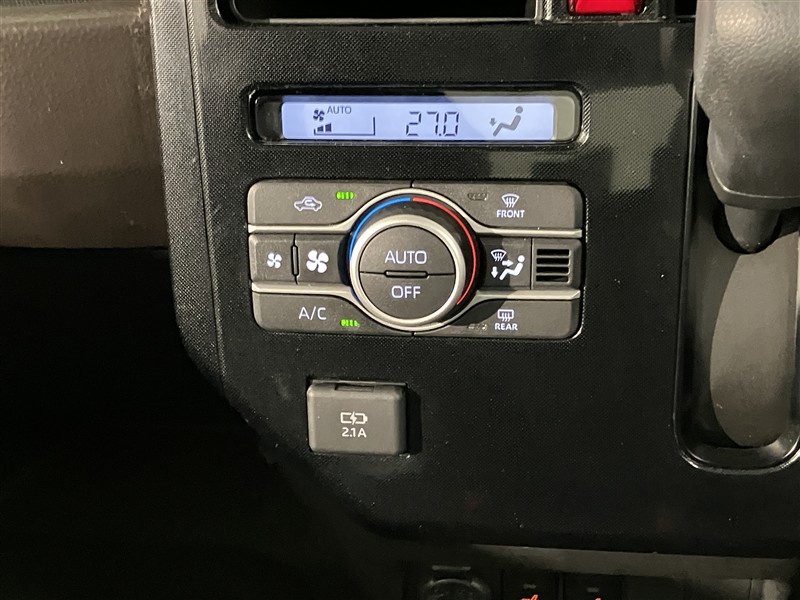 AUTO
27.0
FRONT
AUTO
OFF
A/C
REAR
2.1A